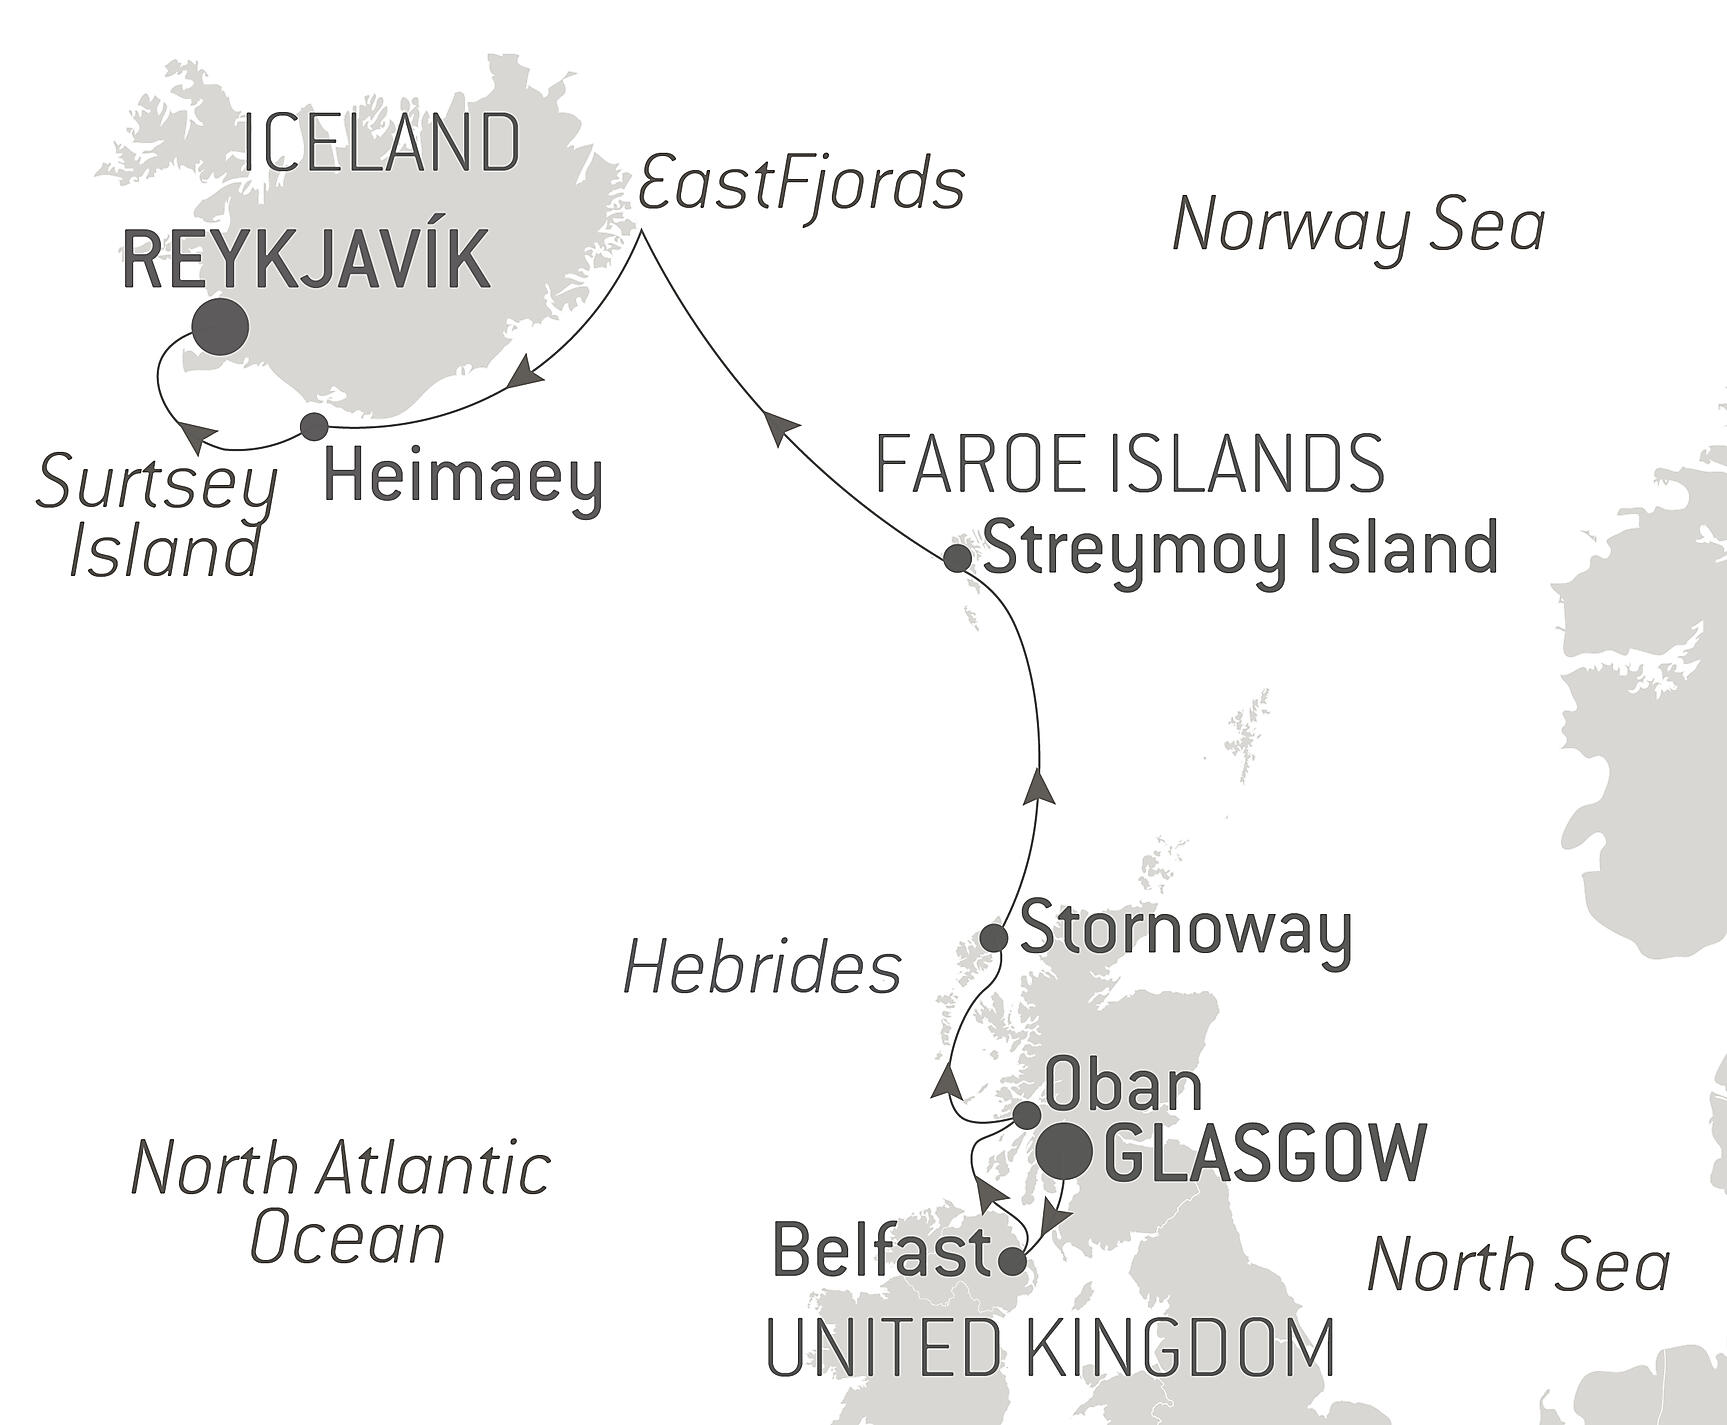 ICELAND
EastFjords
Norway Sea
REYKJAVÍK
FAROE ISLANDS
Surtsey
Island
Heimaey
Streymoy Island
Stornoway
Hebrides
Oban
GLASGOW
North Atlantic
Ocean
Belfast
North Sea
UNITED KINGDOM